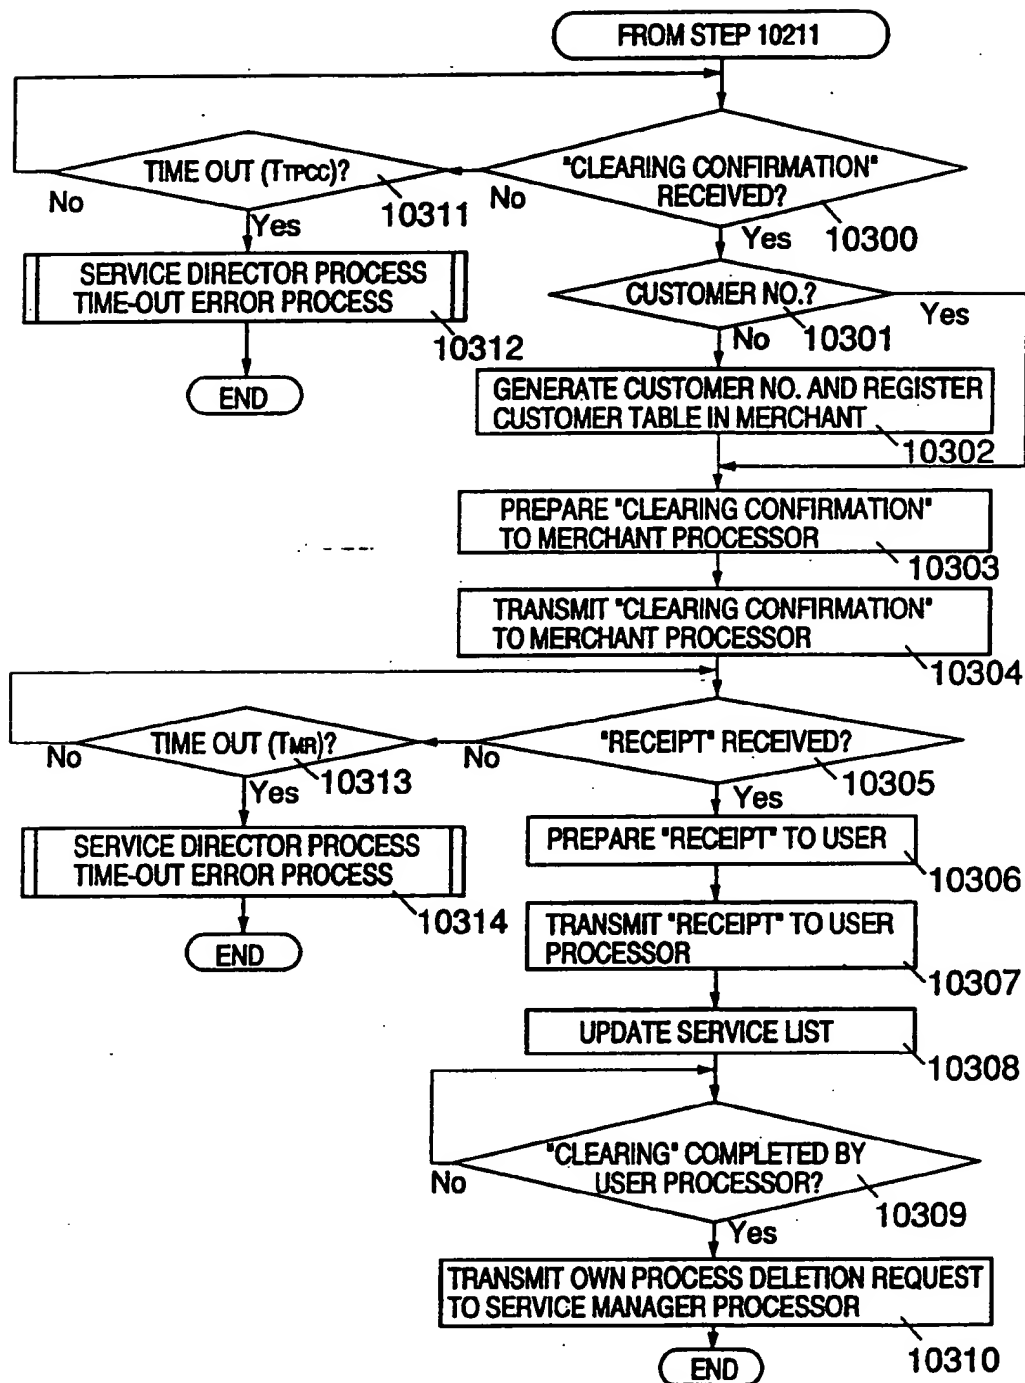 FROM STEP 10211
"CLEARING CONFIRMATION"
RECEIVED?
10300
No
Yes
TIME OUT (TTPCC)?
10311
No
Yes
SERVICE DIRECTOR PROCESS
TIME-OUT ERROR PROCESS
10312
END
CUSTOMER NO.?
10301
Yes
No
GENERATE CUSTOMER NO. AND REGISTER
CUSTOMER TABLE IN MERCHANT
10302
PREPARE "CLEARING CONFIRMATION"
TO MERCHANT PROCESSOR
10303
TRANSMIT "CLEARING CONFIRMATION"
TO MERCHANT PROCESSOR
10304
"RECEIPT" RECEIVED?
10305
No
Yes
TIME OUT (TMR)?
10313
No
Yes
SERVICE DIRECTOR PROCESS
TIME-OUT ERROR PROCESS
10314
END
PREPARE "RECEIPT" TO USER
10306
TRANSMIT "RECEIPT" TO USER
PROCESSOR
10307
UPDATE SERVICE LIST
10308
"CLEARING" COMPLETED BY
USER PROCESSOR?
10309
No
Yes
TRANSMIT OWN PROCESS DELETION REQUEST
TO SERVICE MANAGER PROCESSOR
10310
END